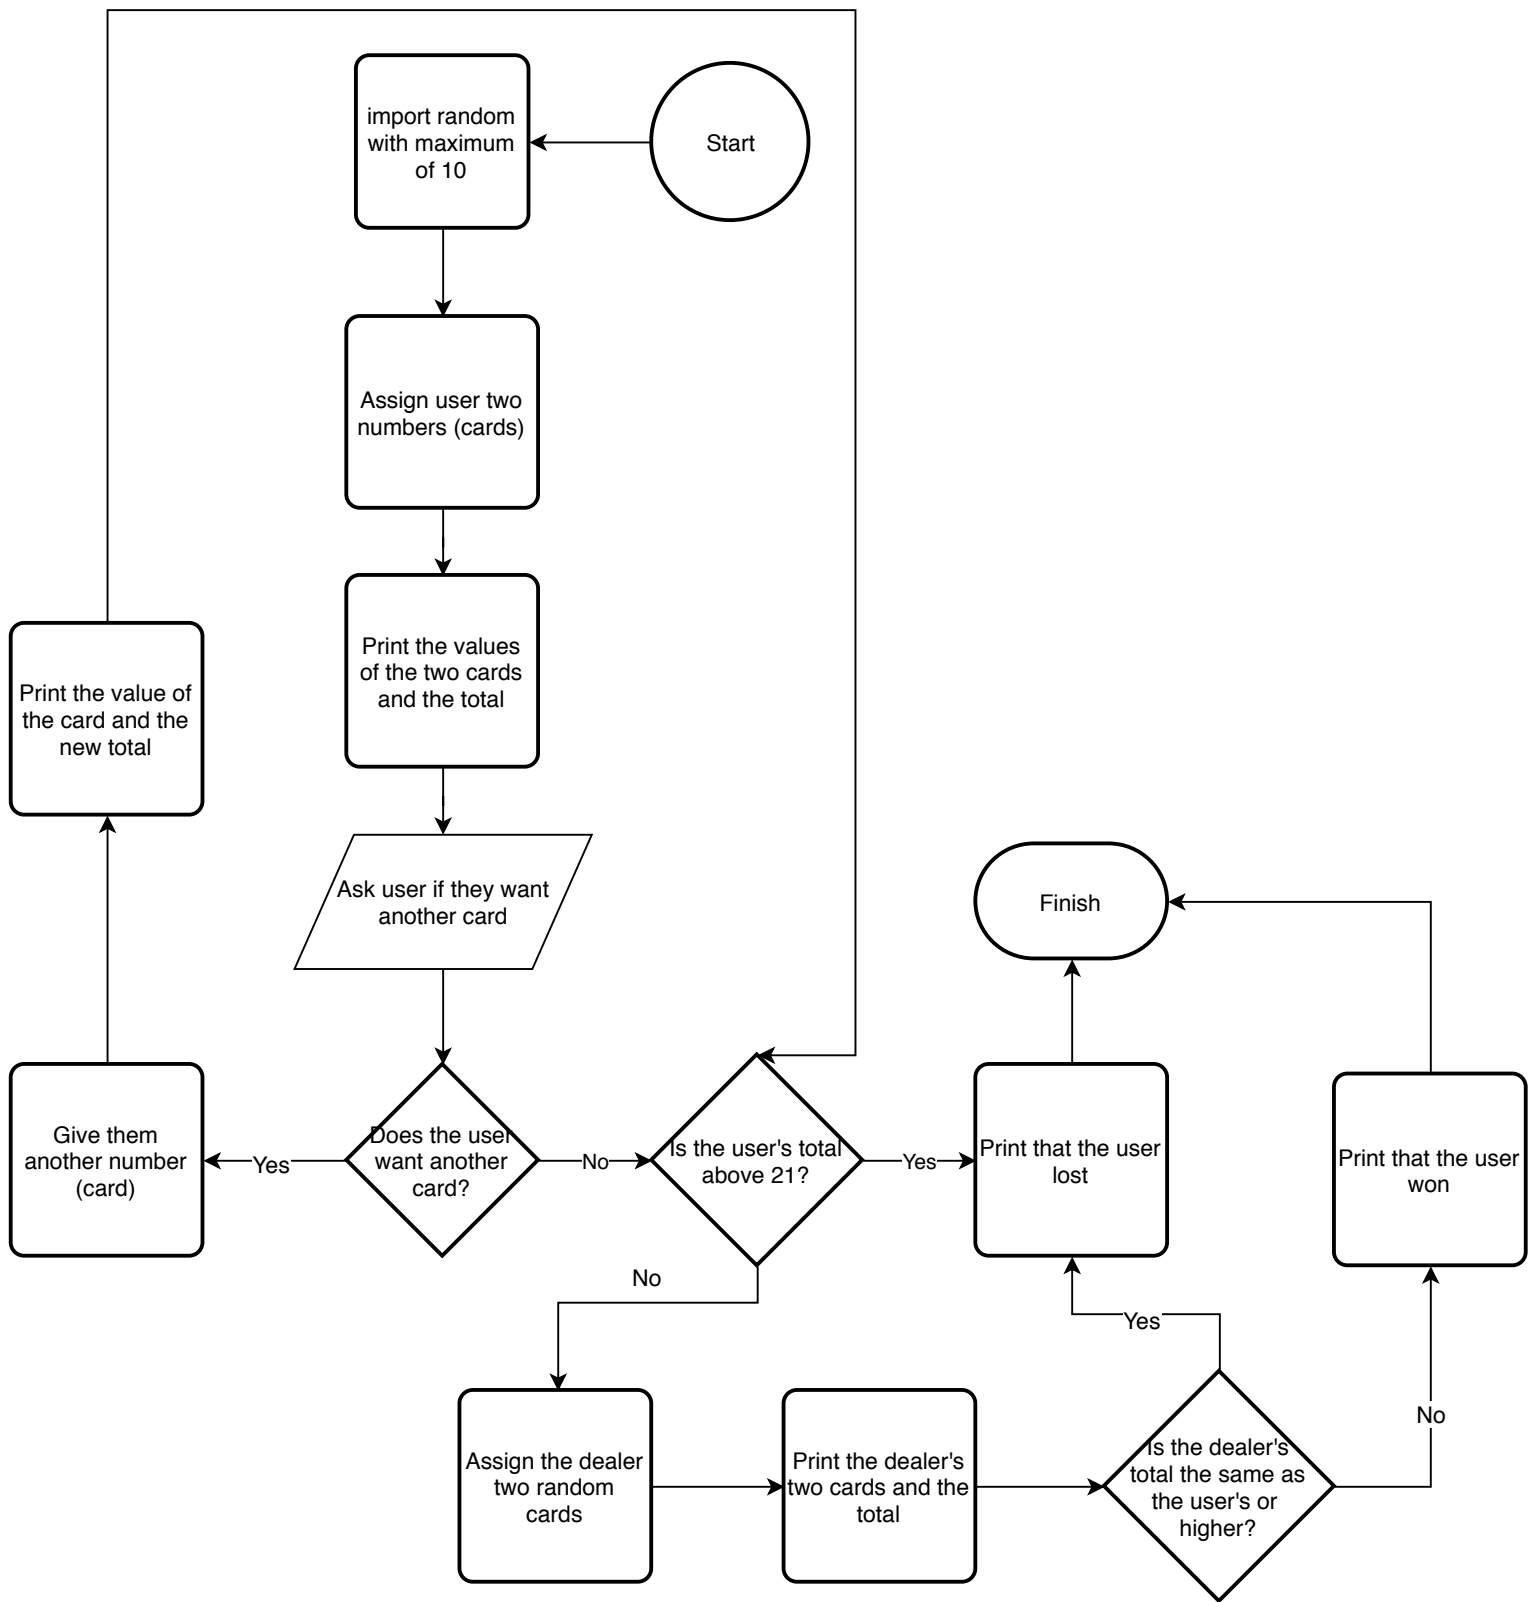 Start
import random
with maximum
of 10
Assign user two
numbers (cards)
Print the values
of the two cards
and the total
Print the value of
the card and the
new total
Ask user if they want
another card
Finish
Does the user
want another
card?
Yes
Give them
another number
(card)
No
Is the user's total
above 21?
Yes
Print that the user
lost
Print that the user
won
No
Assign the dealer
two random
cards
Print the dealer's
two cards and the
total
Is the dealer's
total the same as
the user's or
higher?
Yes
No